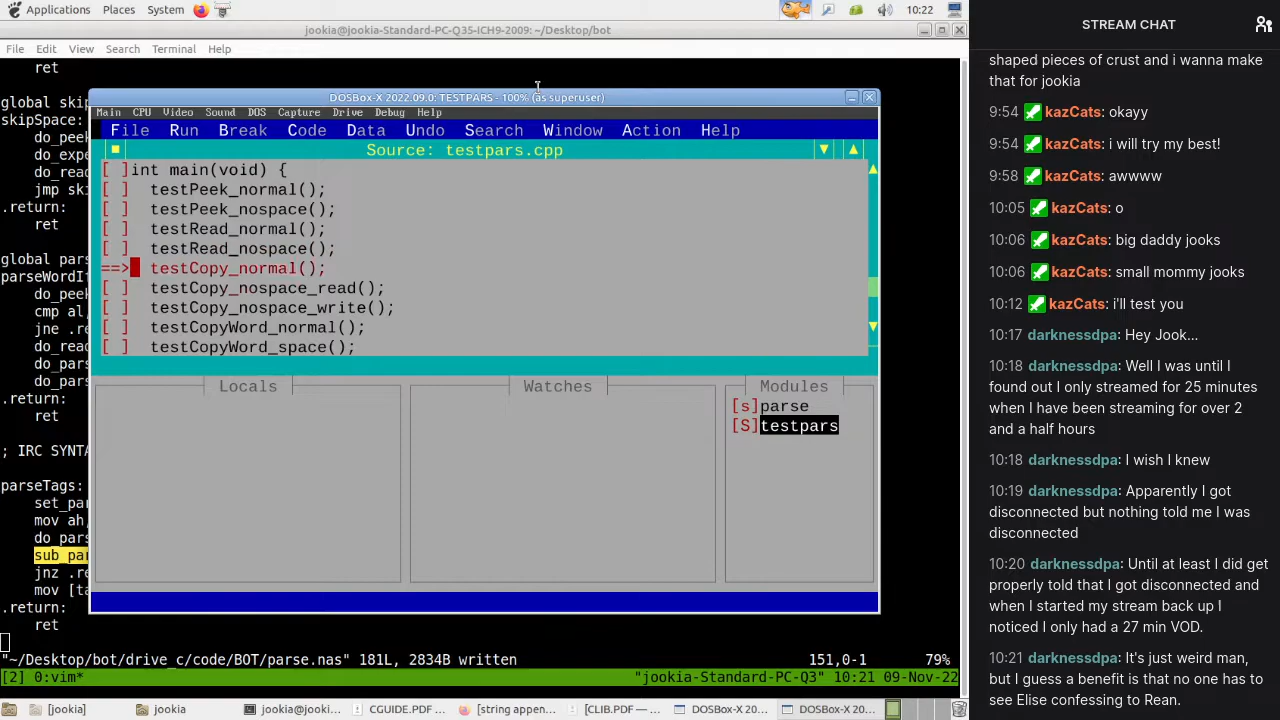 Applications Places System 10:22
jookia@jookia-Standard-PC-Q35-ICH9-2009: ~/Desktop/bot
File Edit View Search Terminal Help
ret
global skip
skipSpace:
do_peek
do_expe
do_read
jmp ski
.return:
ret
global pars
parseWordIf
do_peek
cmp al,
jne .re
do_read
do_pars
do_pars
.return:
ret
; IRC SYNTA
parseTags:
set_par
mov ah,
do_pars
sub par
jnz .re
mov [ta
.return:
ret
"~/Desktop/bot/drive_c/code/BOT/parse.nas" 181L, 2834B written 151,0-1 79%
[2] 0:vim* "jookia-Standard-PC-Q3" 10:21 09-Nov-22
DOSBox-X 2022.09.0: TESTPARS - 100% (as superuser)
Main CPU Video Sound DOS Capture Drive Debug Help
File Run Break Code Data Undo Search Window Action Help
Source: testpars.cpp
[ ]int main(void) {
[ ] testPeek_normal();
[ ] testPeek_nospace();
[ ] testRead_normal();
[ ] testRead_nospace();
==> testCopy_normal();
[ ] testCopy_nospace_read();
[ ] testCopy_nospace_write();
[ ] testCopyWord_normal();
[ ] testCopyWord_space();
Locals Watches Modules
[s]parse
[S]testpars
[jookia] jookia jookia@jookia... CGUIDE.PDF ... [string appen... [CLIB.PDF —... DOSBox-X 20... DOSBox-X 20...
STREAM CHAT
shaped pieces of crust and i wanna make
that for jookia
9:54 kazCats: okayy
9:54 kazCats: i will try my best!
9:58 kazCats: awwww
10:05 kazCats: o
10:06 kazCats: big daddy jooks
10:06 kazCats: small mommy jooks
10:12 kazCats: i'll test you
10:17 darknessdpa: Hey Jook...
10:18 darknessdpa: Well I was until I
found out I only streamed for 25 minutes
when I have been streaming for over 2
and a half hours
10:18 darknessdpa: I wish I knew
10:19 darknessdpa: Apparently I got
disconnected but nothing told me I was
disconnected
10:20 darknessdpa: Until at least I did get
properly told that I got disconnected and
when I started my stream back up I
noticed I only had a 27 min VOD.
10:21 darknessdpa: It's just weird man,
but I guess a benefit is that no one has to
see Elise confessing to Rean.